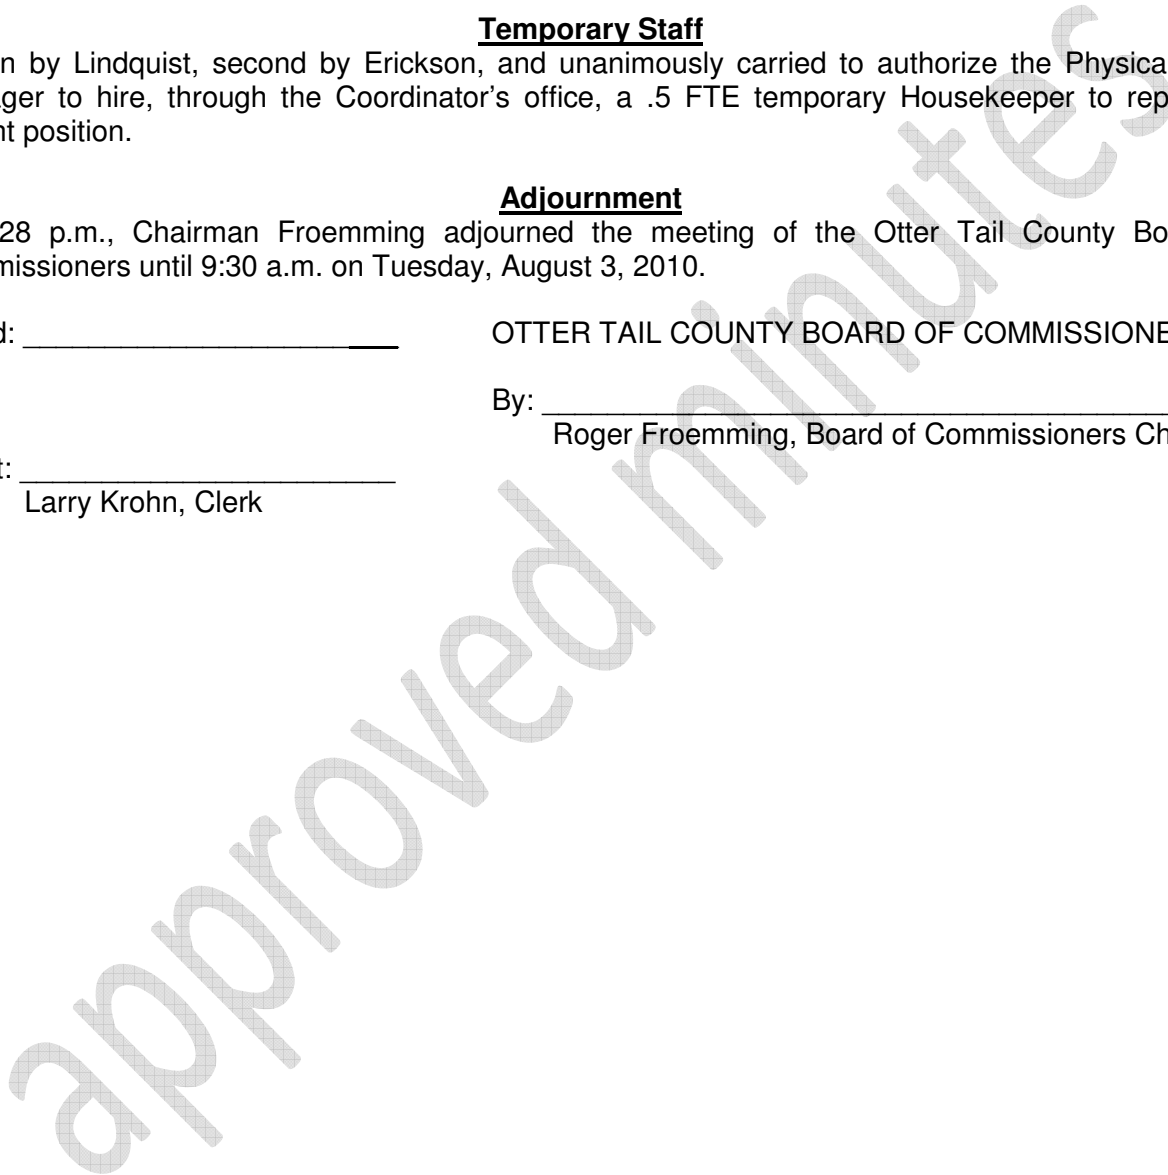 Temporary Staff
n by Lindquist, second by Erickson, and unanimously carried to authorize the Physica
ager to hire, through the Coordinator's office, a .5 FTE temporary Housekeeper to rep
nt position.
Adjournment
28 p.m., Chairman Froemming adjourned the meeting of the Otter Tail County Bo
missioners until 9:30 a.m. on Tuesday, August 3, 2010.
d: ________________________ OTTER TAIL COUNTY BOARD OF COMMISSIONE
By: ________________________________________
Roger Froemming, Board of Commissioners Ch
t: ________________________
Larry Krohn, Clerk
approved minutes